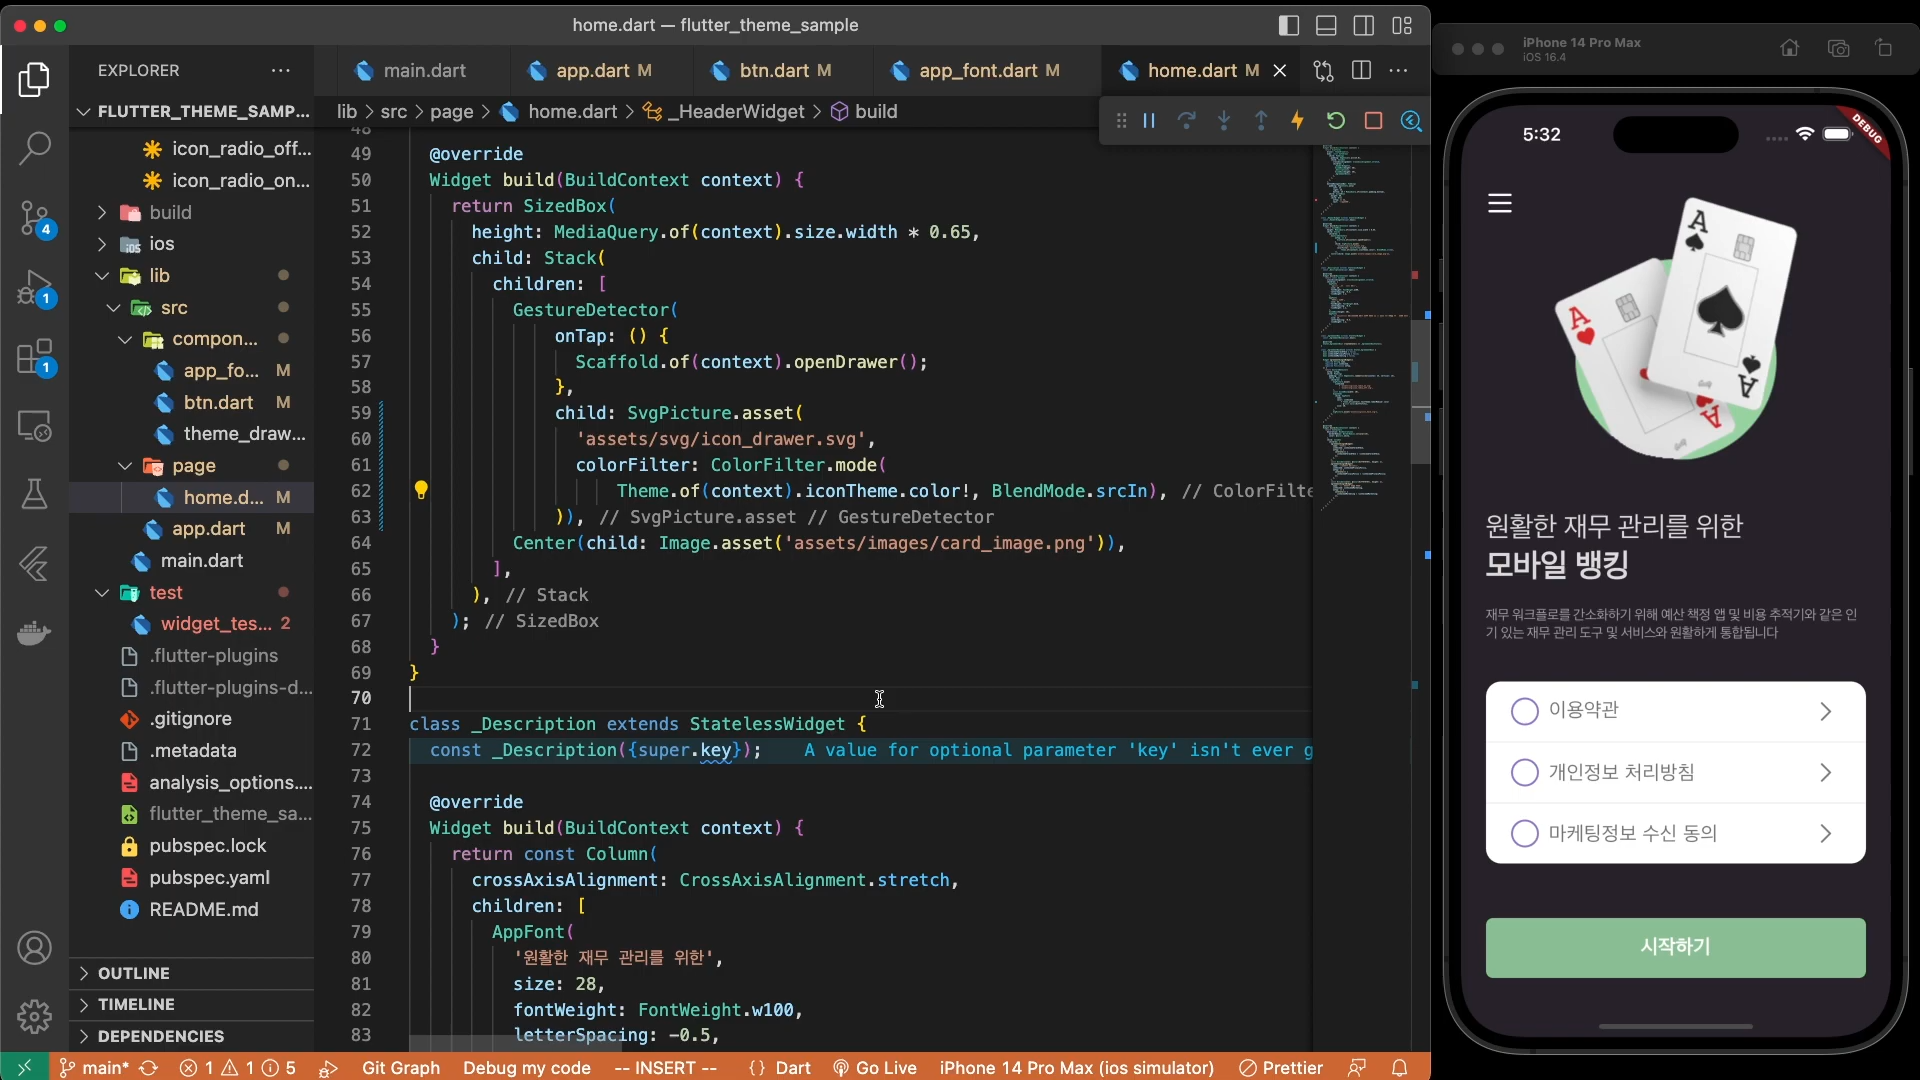 home.dart — flutter_theme_sample
EXPLORER
main.dart
app.dart M
btn.dart M
app_font.dart M
home.dart M
FLUTTER_THEME_SAMP...
lib > src > page > home.dart > _HeaderWidget > build
icon_radio_off...
icon_radio_on...
build
ios
lib
src
compon...
app_fo... M
btn.dart M
theme_draw...
page
home.d... M
app.dart M
main.dart
test
widget_tes... 2
.flutter-plugins
.flutter-plugins-d...
.gitignore
.metadata
analysis_options....
flutter_theme_sa...
pubspec.lock
pubspec.yaml
README.md
OUTLINE
TIMELINE
DEPENDENCIES
4
1
1
48
49 @override
50 Widget build(BuildContext context) {
51 return SizedBox(
52 height: MediaQuery.of(context).size.width * 0.65,
53 child: Stack(
54 children: [
55 GestureDetector(
56 onTap: () {
57 Scaffold.of(context).openDrawer();
58 },
59 child: SvgPicture.asset(
60 'assets/svg/icon_drawer.svg',
61 colorFilter: ColorFilter.mode(
62 Theme.of(context).iconTheme.color!, BlendMode.srcIn), // ColorFilte
63 )), // SvgPicture.asset // GestureDetector
64 Center(child: Image.asset('assets/images/card_image.png')),
65 ],
66 ), // Stack
67 ); // SizedBox
68 }
69 }
70
71 class _Description extends StatelessWidget {
72 const _Description({super.key}); A value for optional parameter 'key' isn't ever g
73
74 @override
75 Widget build(BuildContext context) {
76 return const Column(
77 crossAxisAlignment: CrossAxisAlignment.stretch,
78 children: [
79 AppFont(
80 '원활한 재무 관리를 위한',
81 size: 28,
82 fontWeight: FontWeight.w100,
83 letterSpacing: -0.5,
main* 1 1 5 Git Graph Debug my code -- INSERT -- {} Dart Go Live iPhone 14 Pro Max (ios simulator) Prettier
iPhone 14 Pro Max
iOS 16.4
5:32
DEBUG
A
A
A
A
원활한 재무 관리를 위한
모바일 뱅킹
재무 워크플로를 간소화하기 위해 예산 책정 앱 및 비용 추적기와 같은 인
기 있는 재무 관리 도구 및 서비스와 원활하게 통합됩니다
이용약관
개인정보 처리방침
마케팅정보 수신 동의
시작하기